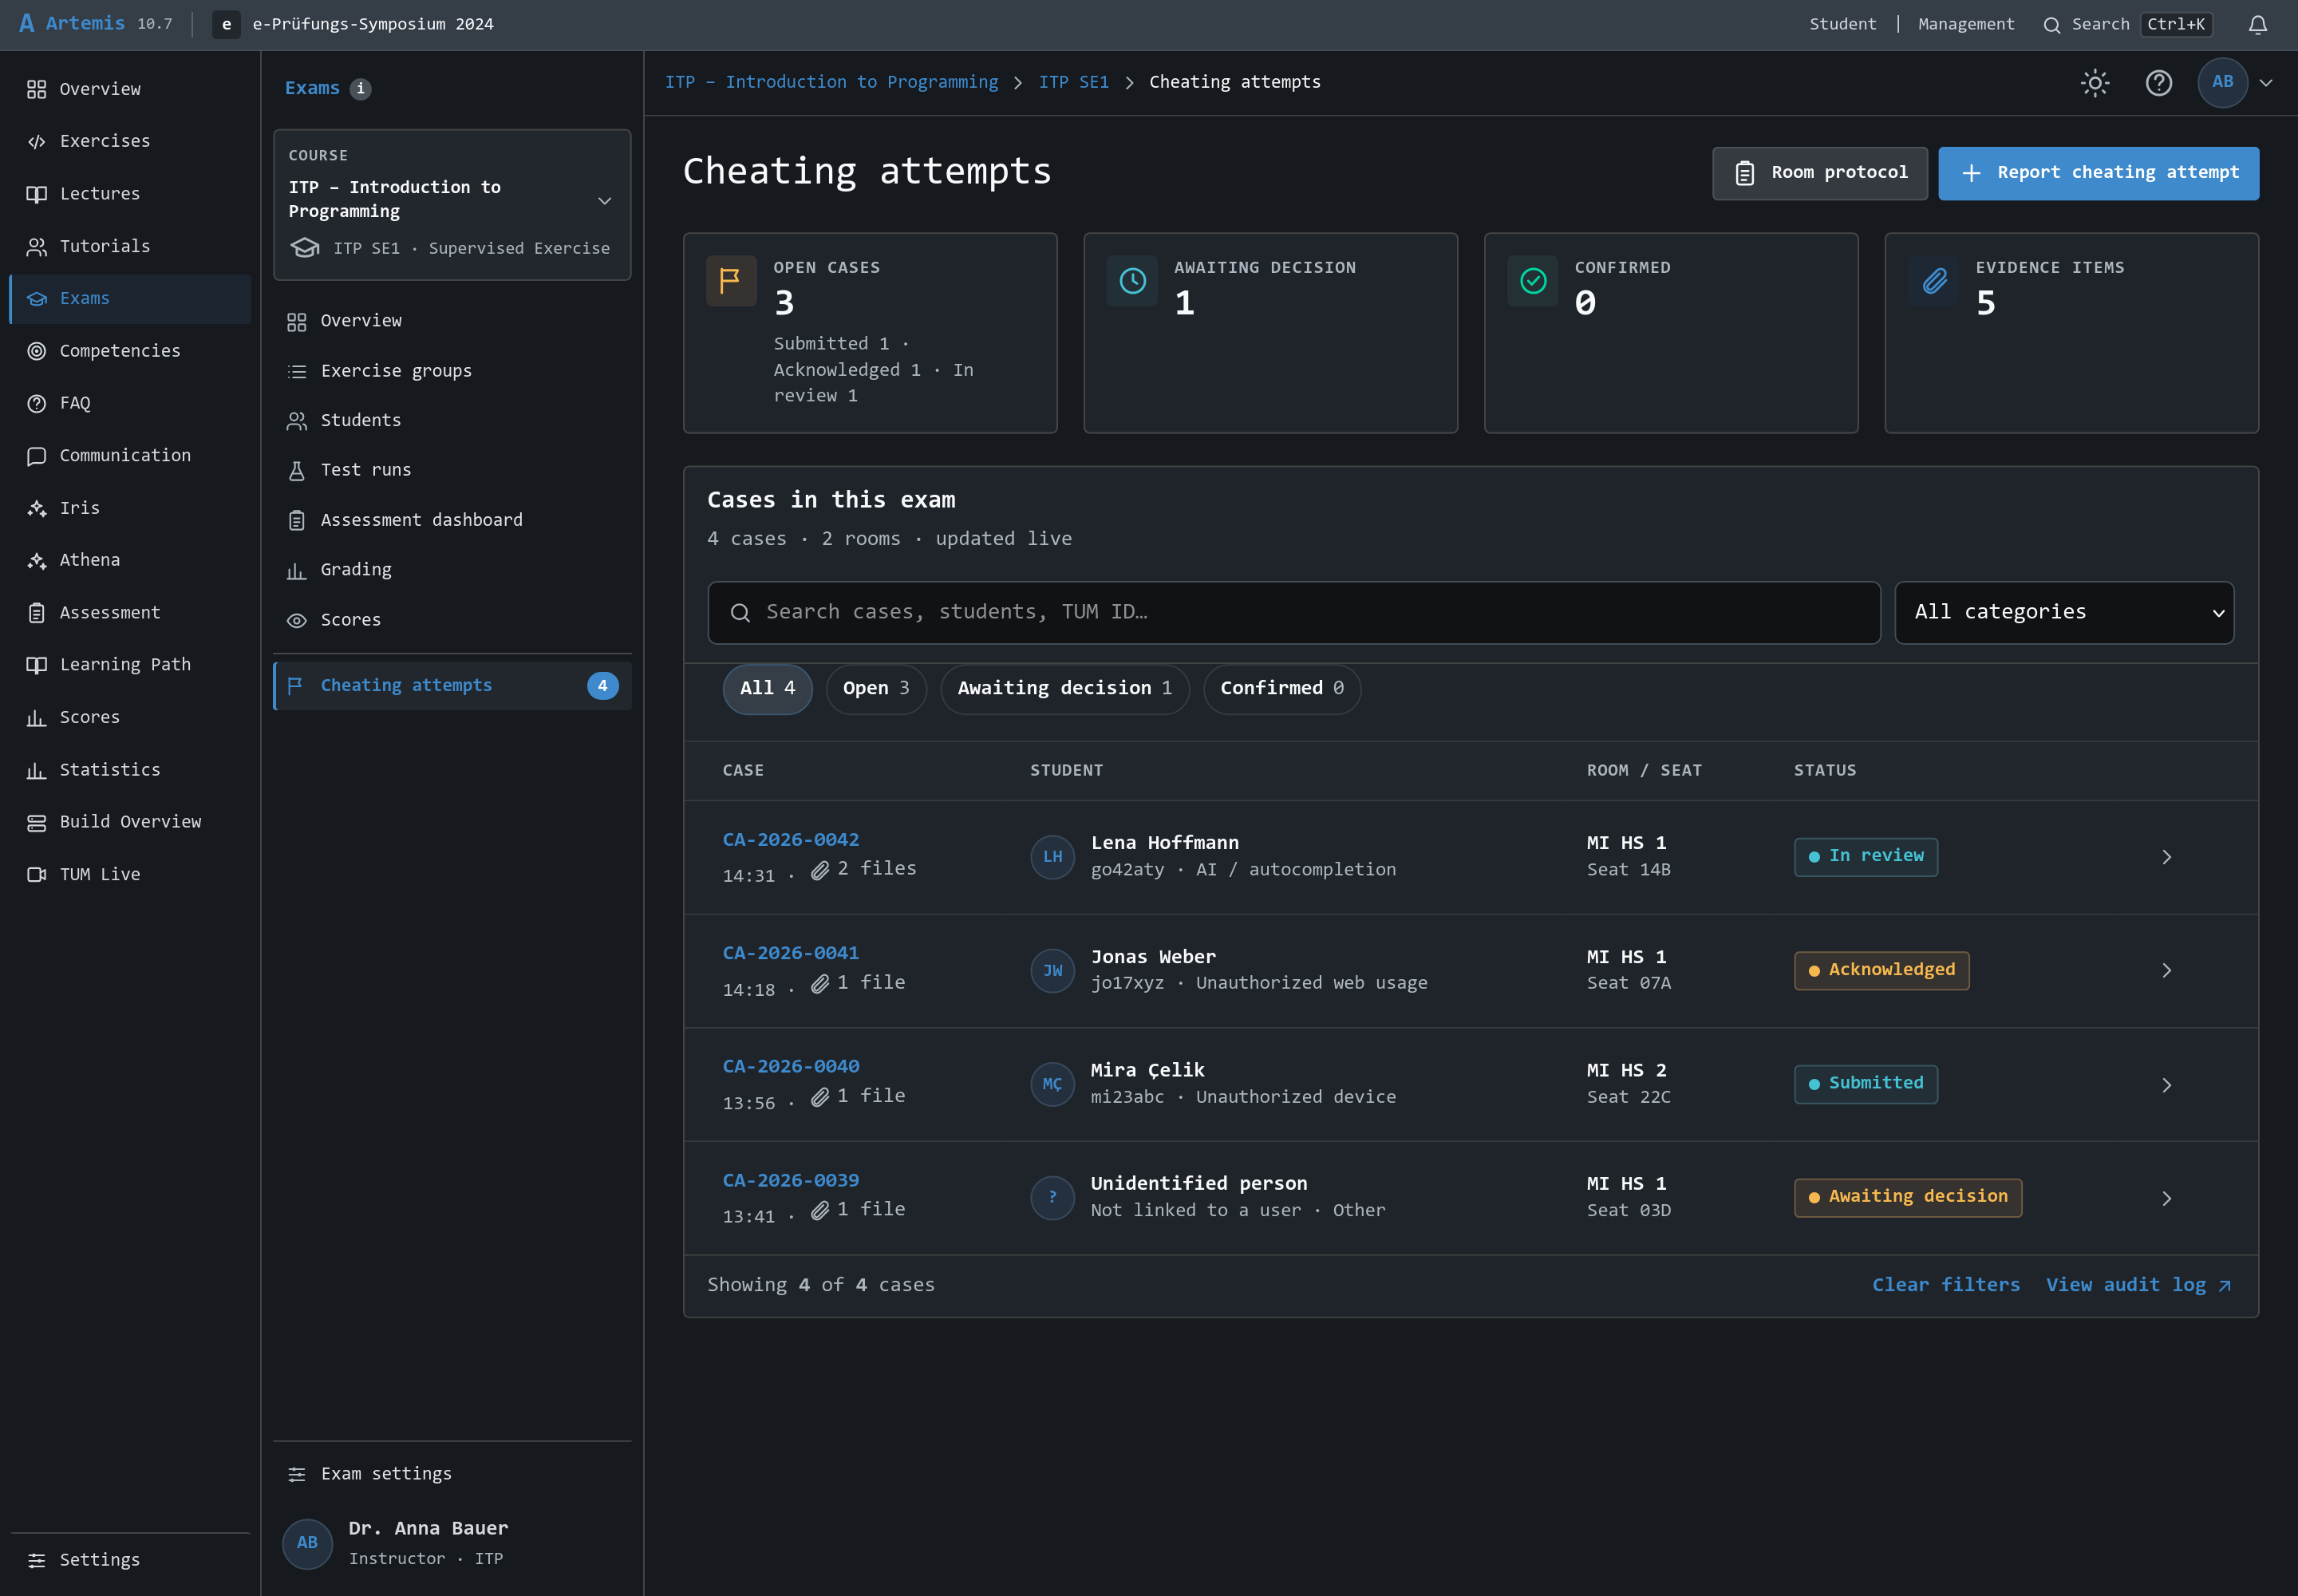 A Artemis 10.7
e e-Prüfungs-Symposium 2024
Student | Management Search Ctrl+K
Overview
Exercises
Lectures
Tutorials
Exams
Competencies
FAQ
Communication
Iris
Athena
Assessment
Learning Path
Scores
Statistics
Build Overview
TUM Live
Settings
Exams i
COURSE
ITP – Introduction to
Programming
ITP SE1 · Supervised Exercise
Overview
Exercise groups
Students
Test runs
Assessment dashboard
Grading
Scores
Cheating attempts 4
Exam settings
AB
Dr. Anna Bauer
Instructor · ITP
ITP – Introduction to Programming > ITP SE1 > Cheating attempts
AB
Cheating attempts
Room protocol
Report cheating attempt
OPEN CASES
3
Submitted 1 ·
Acknowledged 1 · In
review 1
AWAITING DECISION
1
CONFIRMED
0
EVIDENCE ITEMS
5
Cases in this exam
4 cases · 2 rooms · updated live
Search cases, students, TUM ID…
All categories
All 4
Open 3
Awaiting decision 1
Confirmed 0
CASE STUDENT ROOM / SEAT STATUS
CA-2026-0042
14:31 · 2 files
LH
Lena Hoffmann
go42aty · AI / autocompletion
MI HS 1
Seat 14B
In review
CA-2026-0041
14:18 · 1 file
JW
Jonas Weber
jo17xyz · Unauthorized web usage
MI HS 1
Seat 07A
Acknowledged
CA-2026-0040
13:56 · 1 file
MÇ
Mira Çelik
mi23abc · Unauthorized device
MI HS 2
Seat 22C
Submitted
CA-2026-0039
13:41 · 1 file
?
Unidentified person
Not linked to a user · Other
MI HS 1
Seat 03D
Awaiting decision
Showing 4 of 4 cases
Clear filters
View audit log